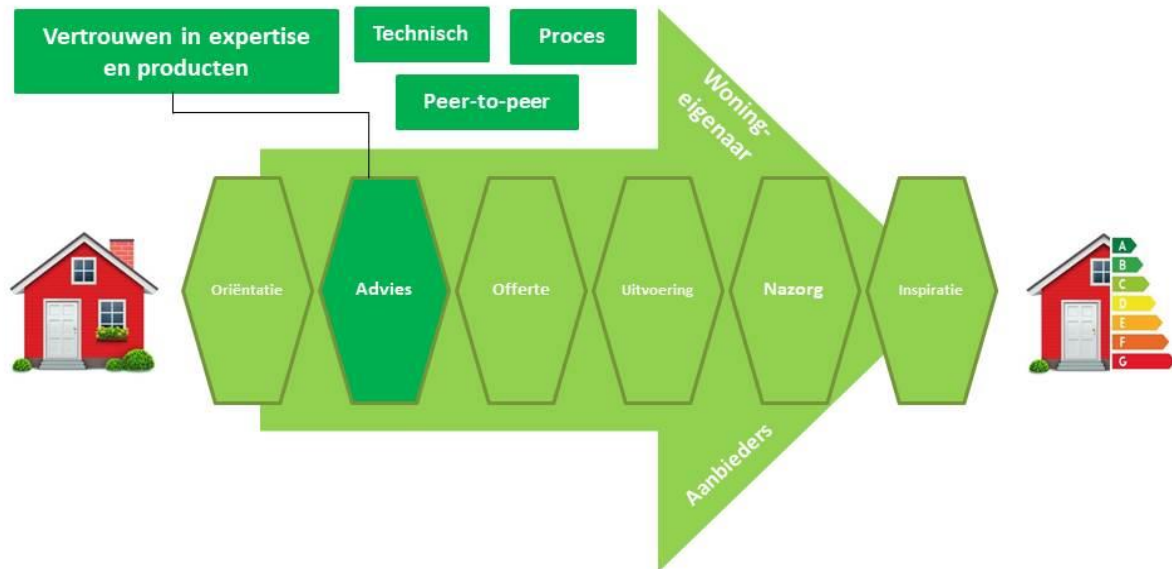 Vertrouwen in expertise
en producten
Technisch
Proces
Peer-to-peer
Woning-
eigenaar
Oriëntatie
Advies
Offerte
Uitvoering
Nazorg
Inspiratie
A
B
C
D
E
F
G
Aanbieders